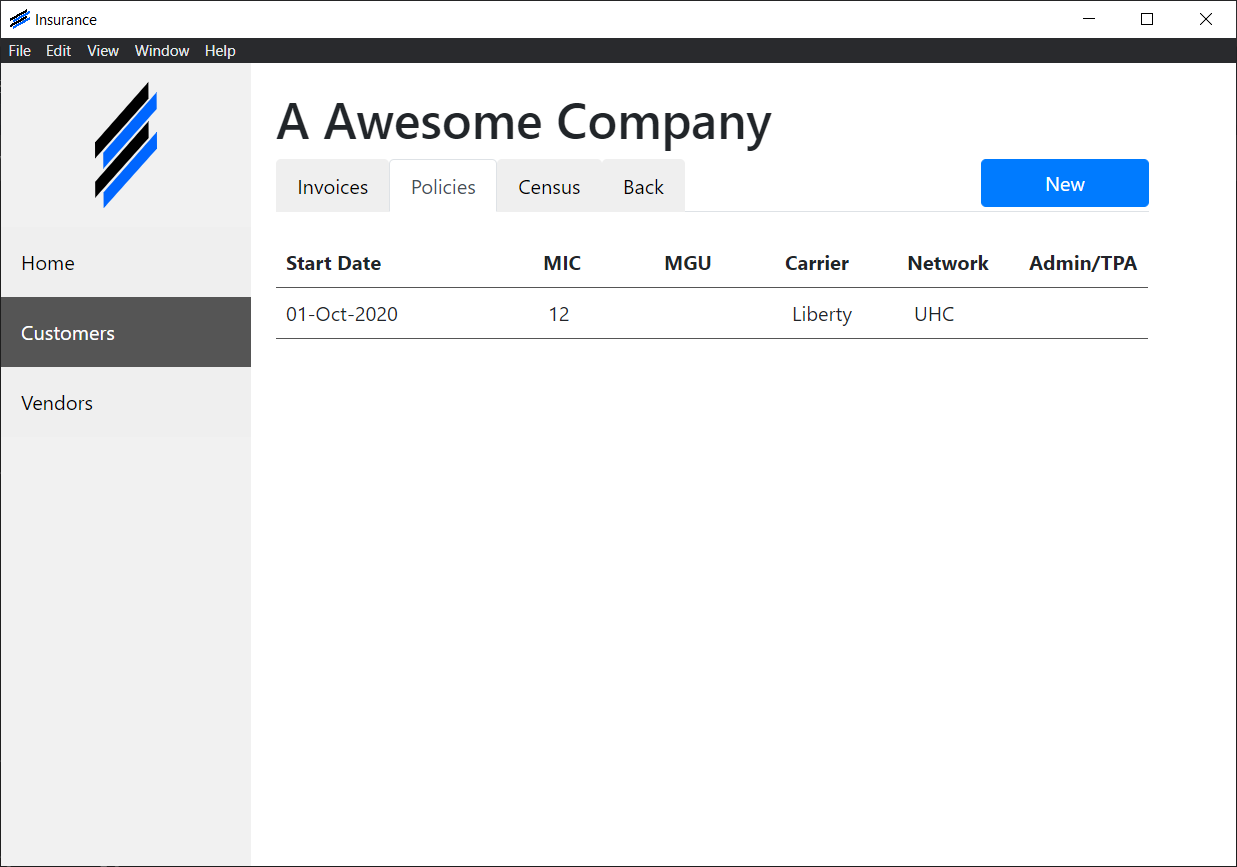 Insurance
File Edit View Window Help
A Awesome Company
Invoices Policies Census Back New
Home
Customers
Vendors
Start Date MIC MGU Carrier Network Admin/TPA
01-Oct-2020 12 Liberty UHC